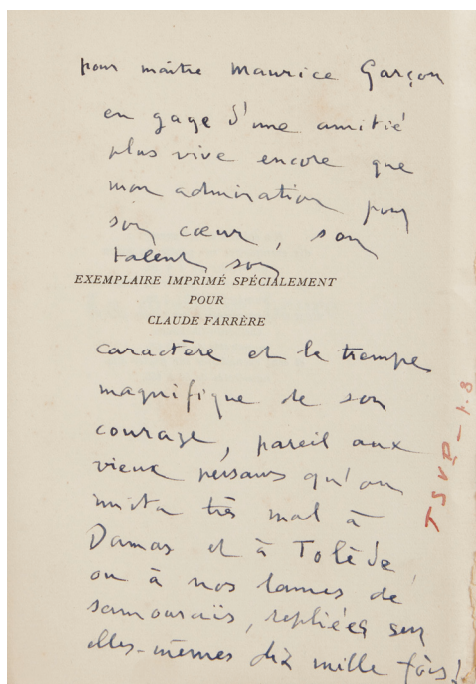 pour maître Maurice Garçon
en gage d'une amitié
plus vive encore que
mon admiration pour
son cœur, son
talent, son
EXEMPLAIRE IMPRIMÉ SPÉCIALEMENT
POUR
CLAUDE FARRÈRE
caractère et la trempe
magnifique de son
courage, pareil aux
vieux persans qu'on
imita très mal à
Damas et à Tolède,
ou à nos lames de
samouraïs, repliées sur
elles-mêmes dix mille fois!
TSVP